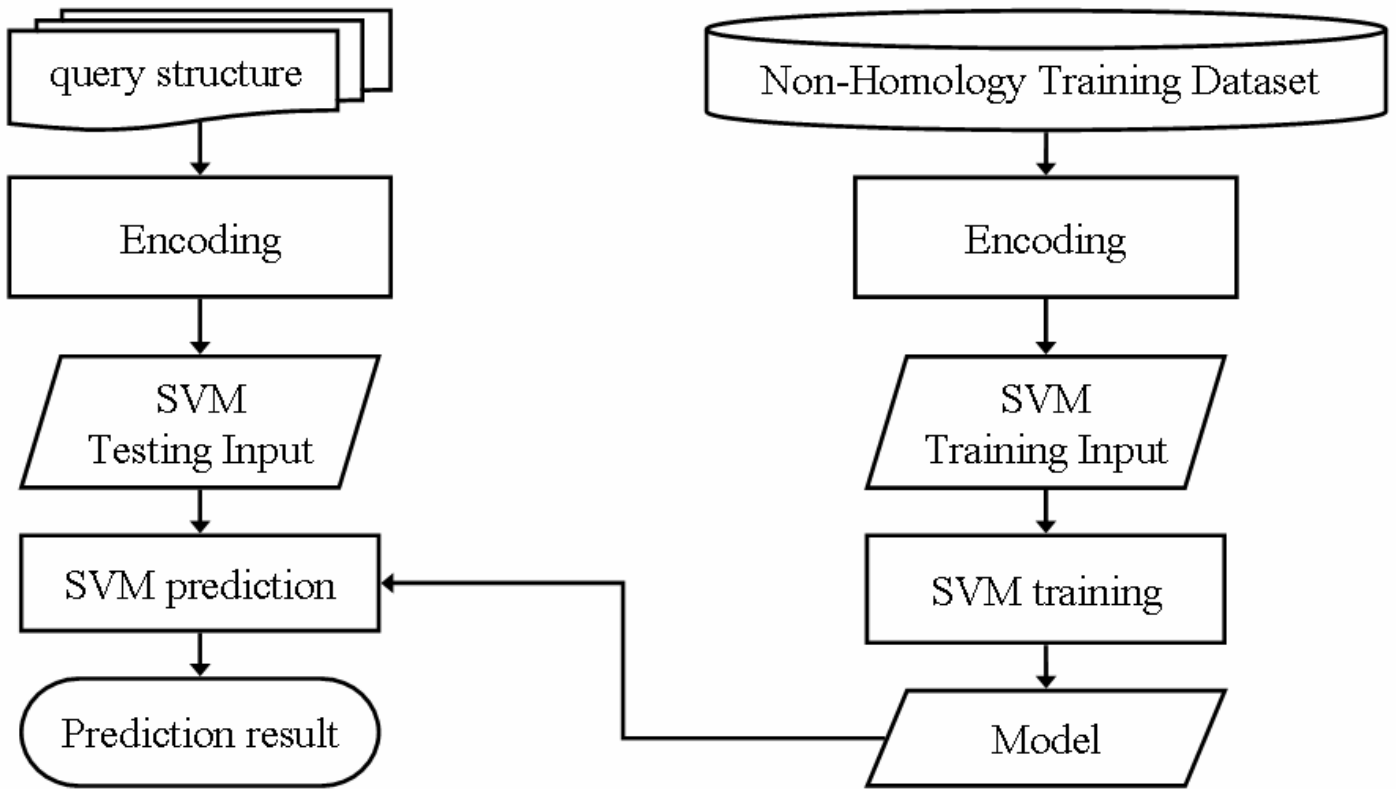 query structure
Encoding
SVM
Testing Input
SVM prediction
Prediction result
Non-Homology Training Dataset
Encoding
SVM
Training Input
SVM training
Model